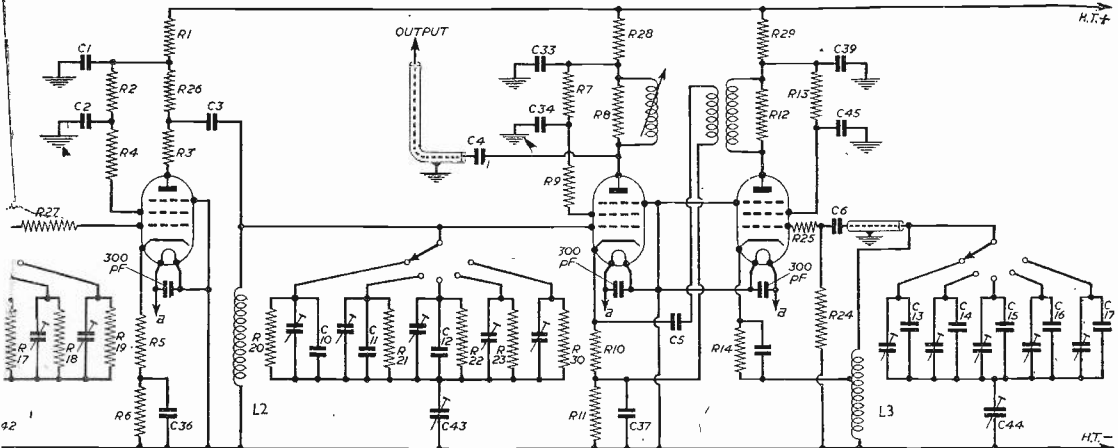 R1
R28
R29
H.T.+
OUTPUT
C1
C33
C39
R2
R26
R7
R8
R12
R13
C2
C3
C34
C45
R4
R3
C4
R9
R27
R25
C6
300 pF
300 pF
300 pF
a
a
a
R17
R18
R19
R5
R20
C10
C11
R21
C12
R22
R23
R30
R10
C5
R14
R24
C13
C14
C15
C16
C17
R6
C36
L2
C43
R11
C37
L3
C44
42
H.T.-